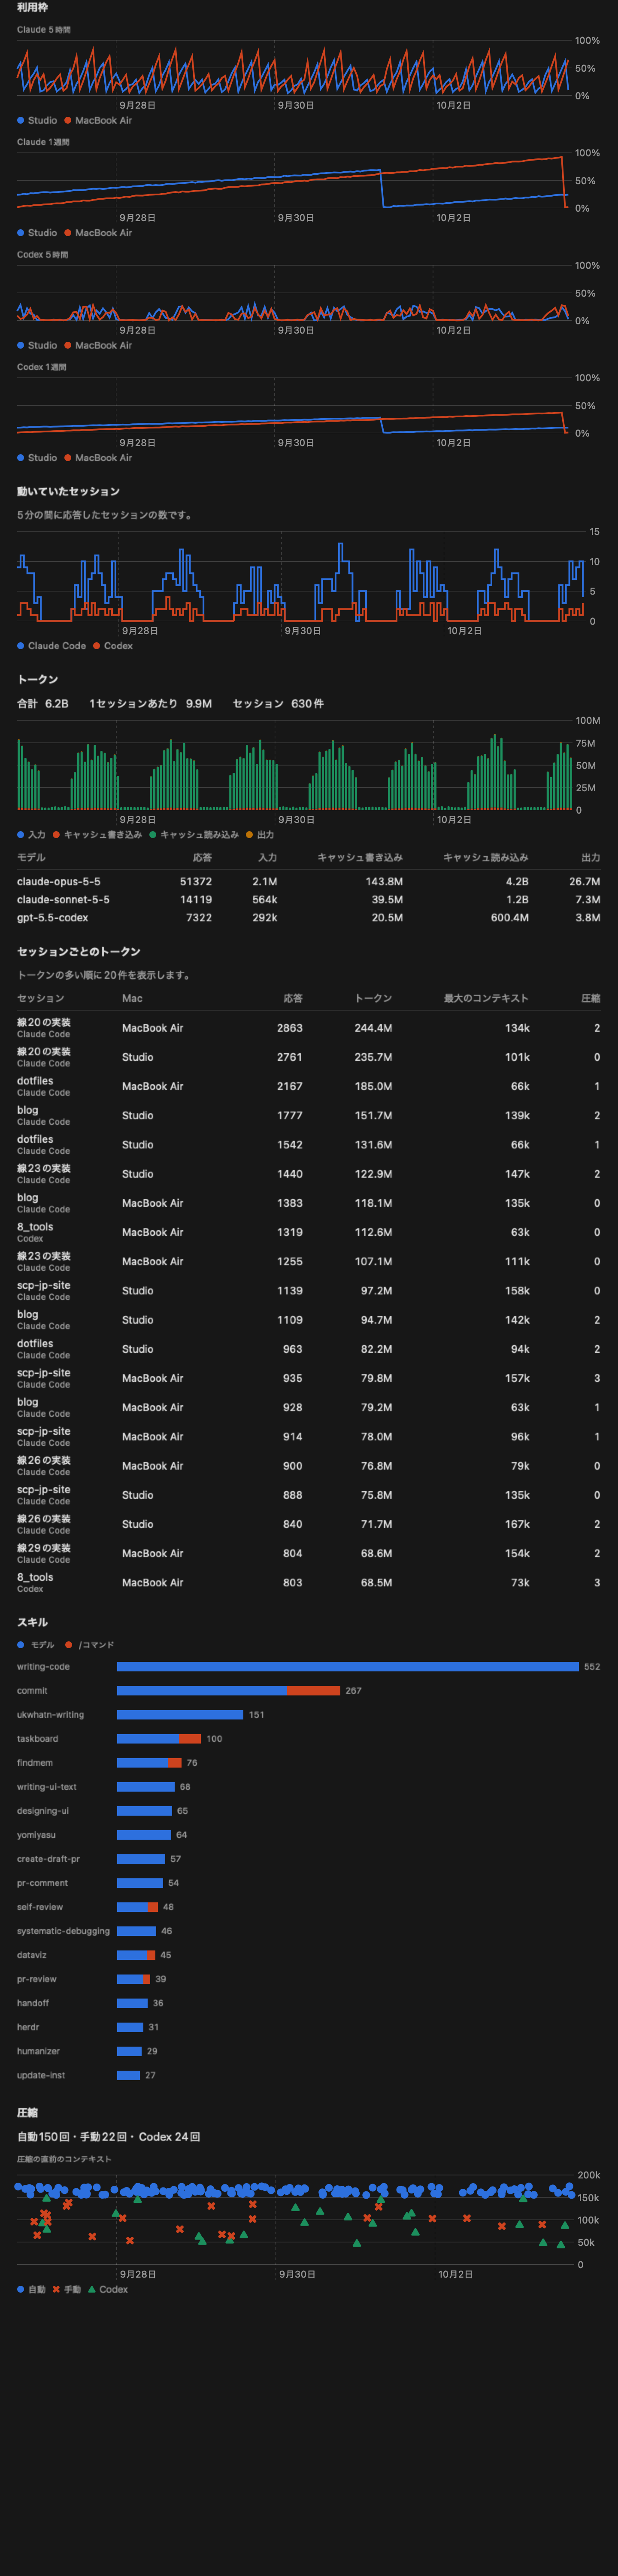 利用枠
Claude 5時間
100%
50%
0%
9月28日 9月30日 10月2日
Studio MacBook Air
Claude 1週間
100%
50%
0%
9月28日 9月30日 10月2日
Studio MacBook Air
Codex 5時間
100%
50%
0%
9月28日 9月30日 10月2日
Studio MacBook Air
Codex 1週間
100%
50%
0%
9月28日 9月30日 10月2日
Studio MacBook Air
動いていたセッション
5分の間に応答したセッションの数です。
15
10
5
0
9月28日 9月30日 10月2日
Claude Code Codex
トークン
合計 6.2B 1セッションあたり 9.9M セッション 630件
100M
75M
50M
25M
0
9月28日 9月30日 10月2日
入力 キャッシュ書き込み キャッシュ読み込み 出力
モデル 応答 入力 キャッシュ書き込み キャッシュ読み込み 出力
claude-opus-5-5 51372 2.1M 143.8M 4.2B 26.7M
claude-sonnet-5-5 14119 564k 39.5M 1.2B 7.3M
gpt-5.5-codex 7322 292k 20.5M 600.4M 3.8M
セッションごとのトークン
トークンの多い順に20件を表示します。
セッション Mac 応答 トークン 最大のコンテキスト 圧縮
線20の実装 MacBook Air 2863 244.4M 134k 2
Claude Code
線20の実装 Studio 2761 235.7M 101k 0
Claude Code
dotfiles MacBook Air 2167 185.0M 66k 1
Claude Code
blog Studio 1777 151.7M 139k 2
Claude Code
dotfiles Studio 1542 131.6M 66k 1
Claude Code
線23の実装 Studio 1440 122.9M 147k 2
Claude Code
blog MacBook Air 1383 118.1M 135k 0
Claude Code
8_tools MacBook Air 1319 112.6M 63k 0
Codex
線23の実装 MacBook Air 1255 107.1M 111k 0
Claude Code
scp-jp-site Studio 1139 97.2M 158k 0
Claude Code
blog Studio 1109 94.7M 142k 2
Claude Code
dotfiles Studio 963 82.2M 94k 2
Claude Code
scp-jp-site MacBook Air 935 79.8M 157k 3
Claude Code
blog MacBook Air 928 79.2M 63k 1
Claude Code
scp-jp-site MacBook Air 914 78.0M 96k 1
Claude Code
線26の実装 MacBook Air 900 76.8M 79k 0
Claude Code
scp-jp-site Studio 888 75.8M 135k 0
Claude Code
線26の実装 Studio 840 71.7M 167k 2
Claude Code
線29の実装 MacBook Air 804 68.6M 154k 2
Claude Code
8_tools MacBook Air 803 68.5M 73k 3
Codex
スキル
モデル /コマンド
writing-code 552
commit 267
ukwhatn-writing 151
taskboard 100
findmem 76
writing-ui-text 68
designing-ui 65
yomiyasu 64
create-draft-pr 57
pr-comment 54
self-review 48
systematic-debugging 46
dataviz 45
pr-review 39
handoff 36
herdr 31
humanizer 29
update-inst 27
圧縮
自動150回・手動22回・Codex 24回
圧縮の直前のコンテキスト
200k
150k
100k
50k
0
9月28日 9月30日 10月2日
自動 手動 Codex